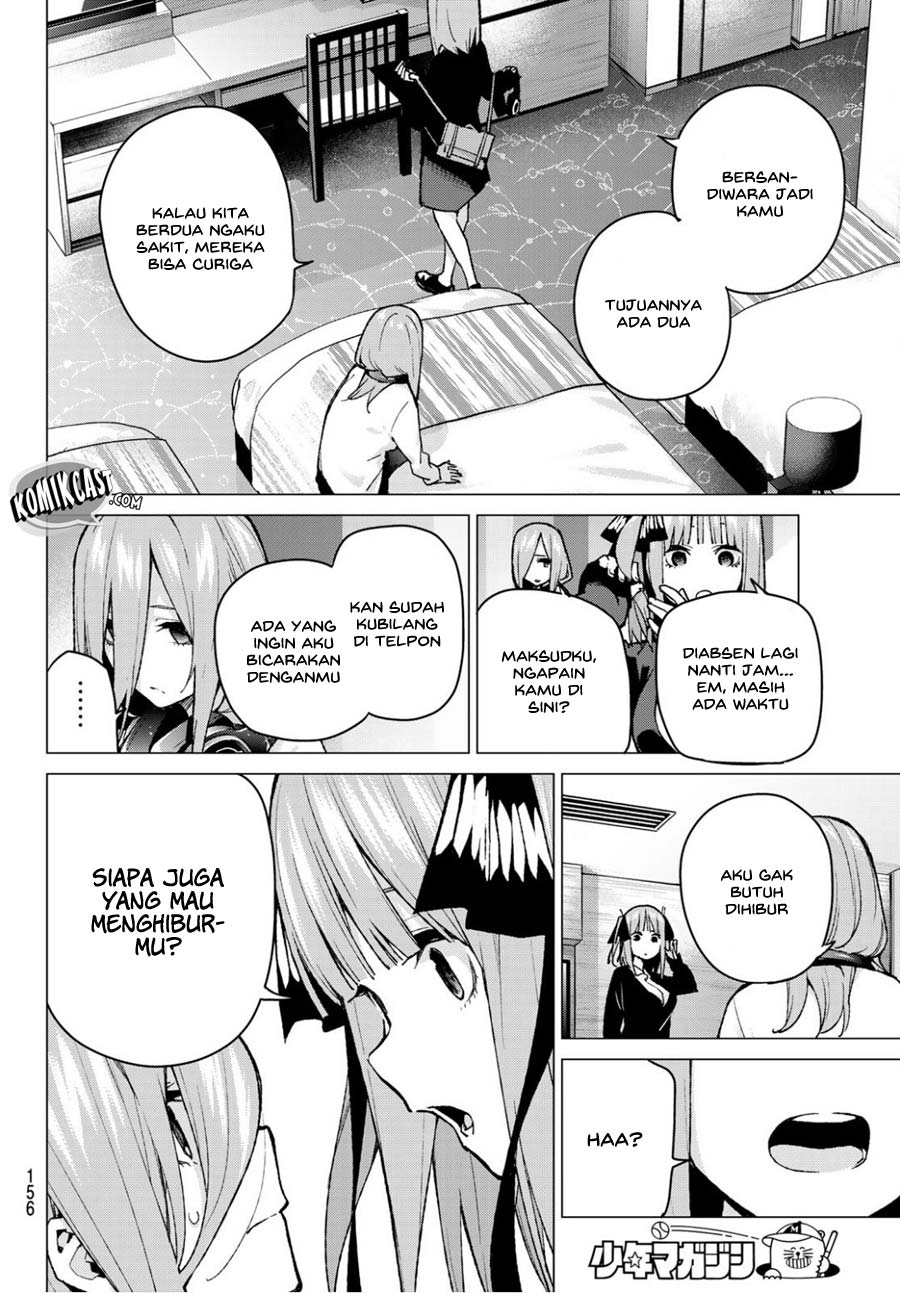 BERSAN-
DIWARA JADI
KAMU
TUJUANNYA
ADA DUA
KALAU KITA
BERDUA NGAKU
SAKIT, MEREKA
BISA CURIGA
KOMIKCAST
.COM
DIABSEN LAGI
NANTI JAM...
EM, MASIH
ADA WAKTU
MAKSUDKU,
NGAPAIN
KAMU DI
SINI?
KAN SUDAH
KUBILANG
DI TELPON
ADA YANG
INGIN AKU
BICARAKAN
DENGANMU
......
AKU GAK
BUTUH
DIHIBUR
HAA?
SIAPA JUGA
YANG MAU
MENGHIBUR-
MU?
156
少年マガジン
M